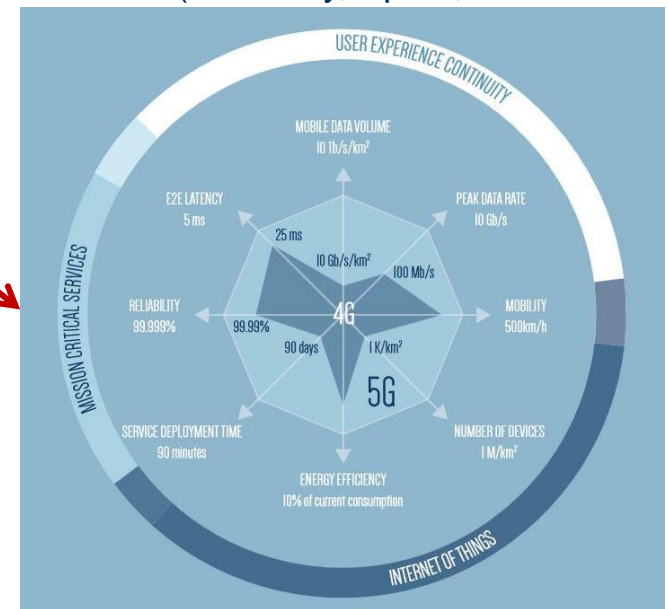 USER EXPERIENCE CONTINUITY
MOBILE DATA VOLUME
10 Tb/s/km²
E2E LATENCY
5 ms
PEAK DATA RATE
10 Gb/s
25 ms
10 Gb/s/km²
100 Mb/s
MISSION CRITICAL SERVICES
RELIABILITY
99.999%
99.99%
4G
MOBILITY
500km/h
90 days
1 K/km²
5G
SERVICE DEPLOYMENT TIME
90 minutes
NUMBER OF DEVICES
1 M/km²
ENERGY EFFICIENCY
10% of current consumption
INTERNET OF THINGS